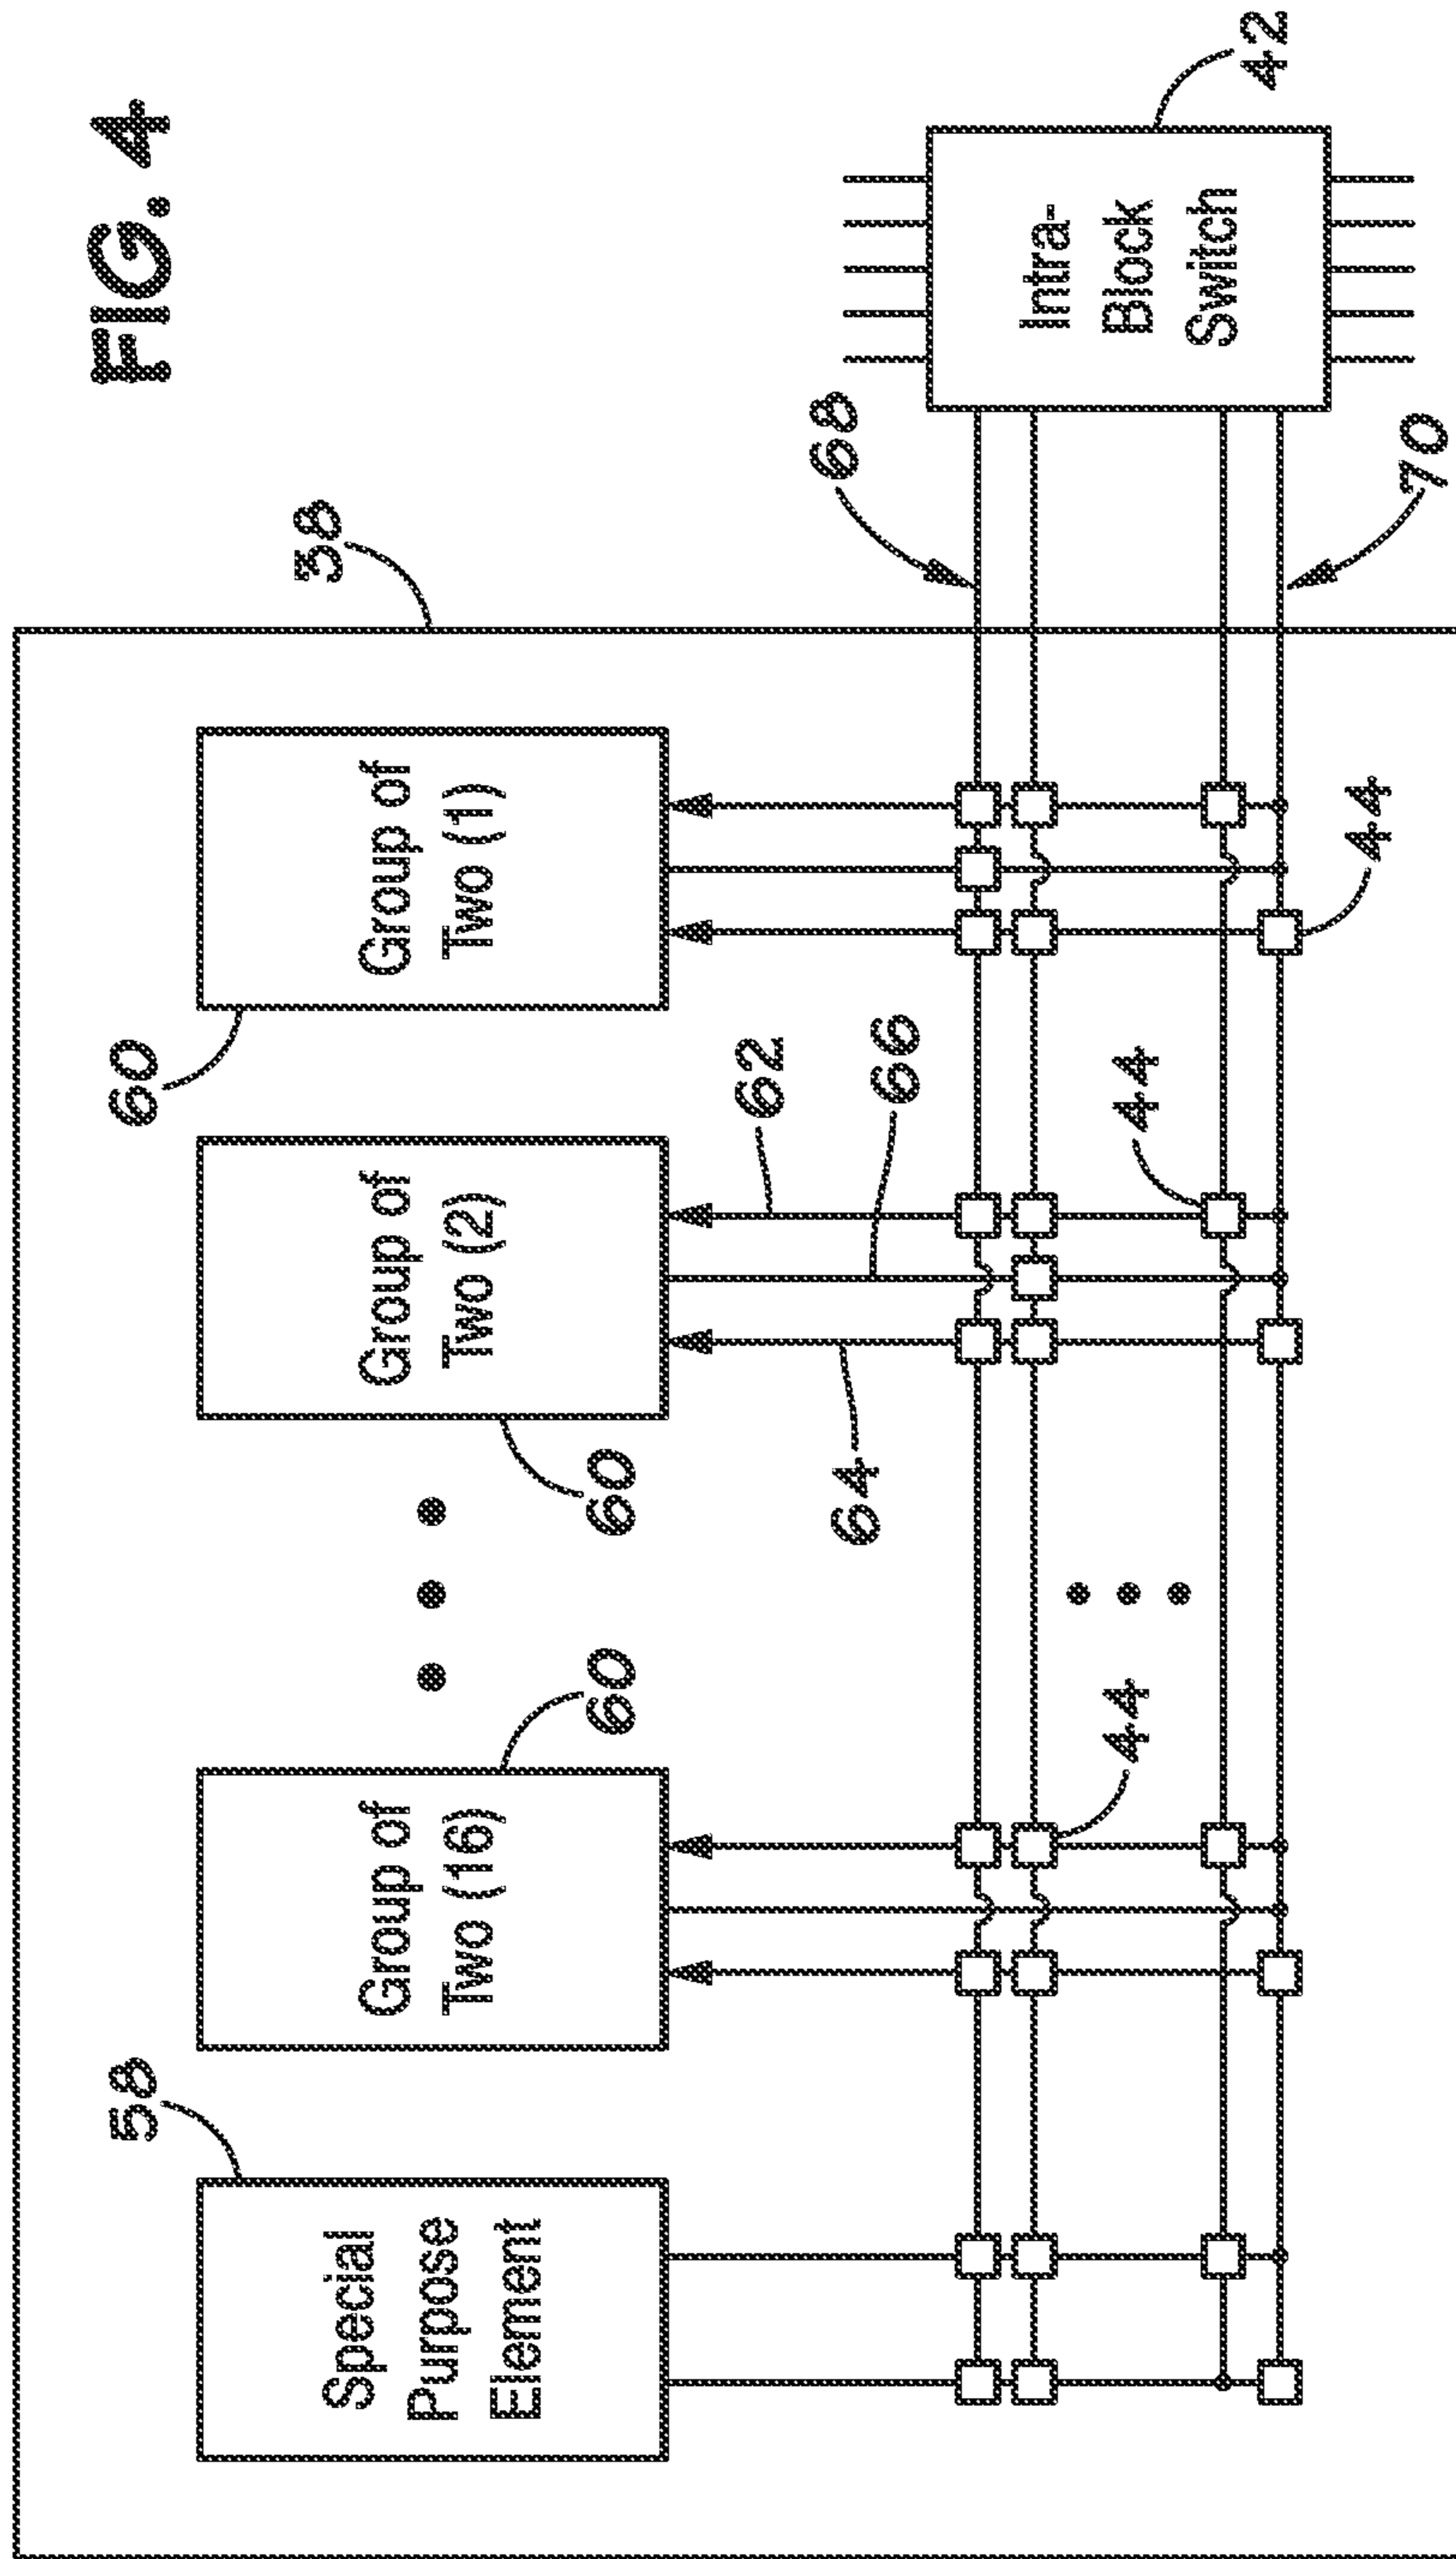 FIG. 4
38
58
60
60
60
Special
Purpose
Element
Group of
Two (16)
Group of
Two (2)
Group of
Two (1)
62
66
64
68
44
44
44
Intra-
Block
Switch
42
70